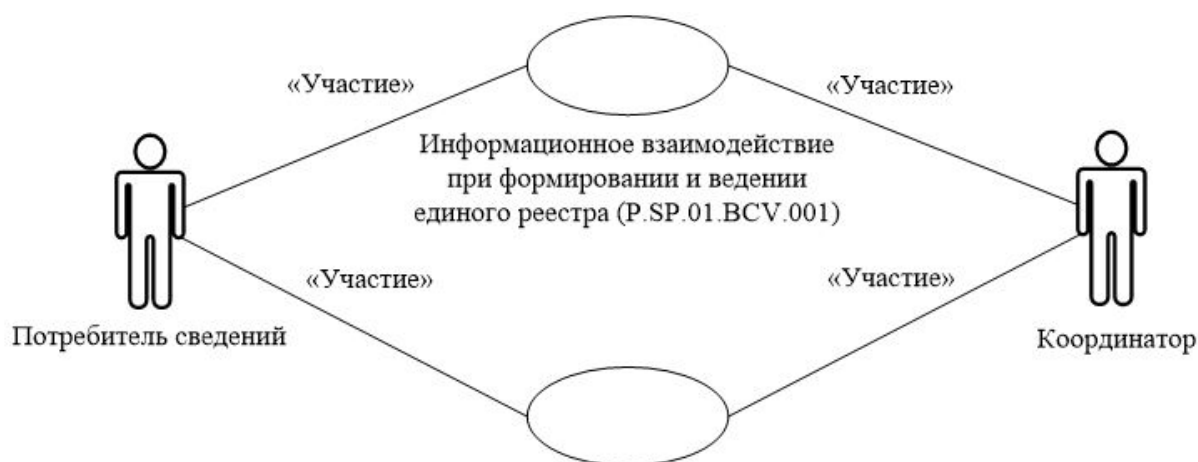 «Участие»
«Участие»
Информационное взаимодействие
при формировании и ведении
единого реестра (P.SP.01.BCV.001)
«Участие»
«Участие»
Потребитель сведений
Координатор